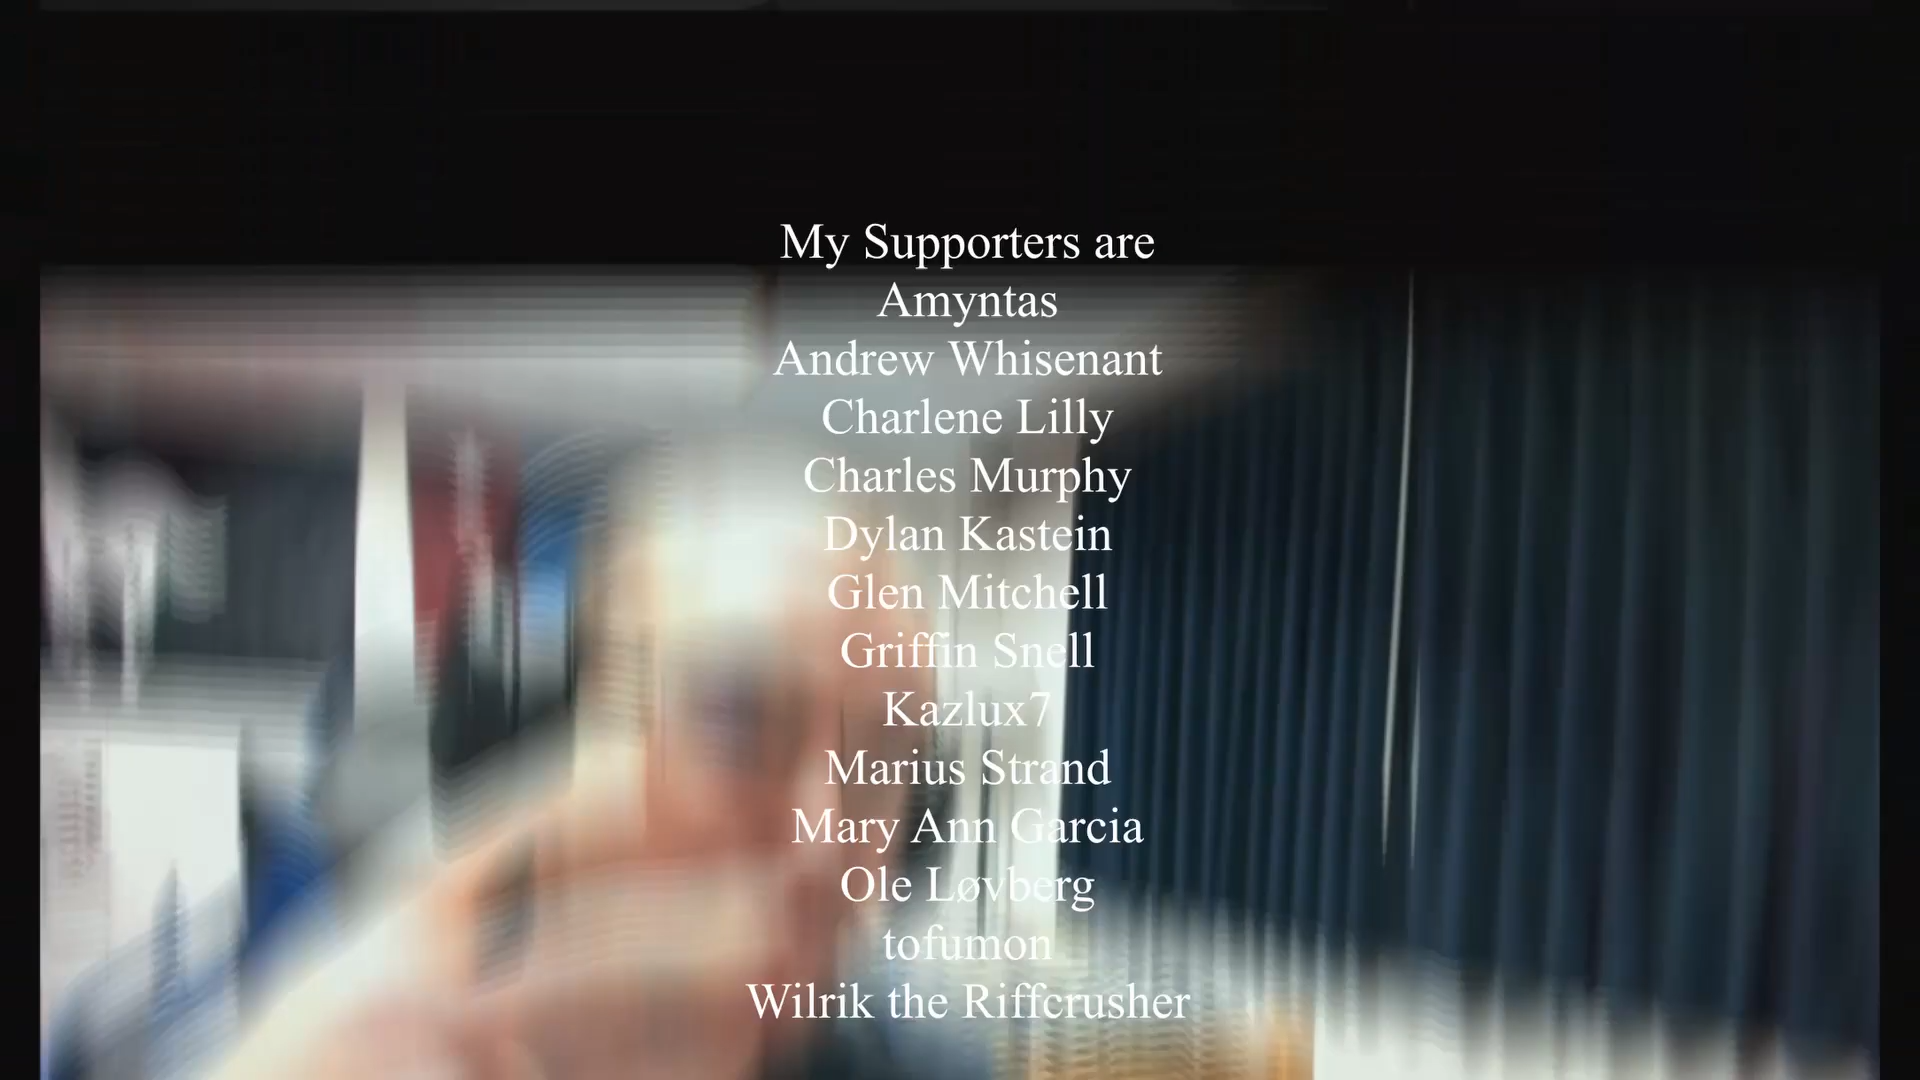 My Supporters are
Amyntas
Andrew Whisenant
Charlene Lilly
Charles Murphy
Dylan Kastein
Glen Mitchell
Griffin Snell
Kazlux7
Marius Strand
Mary Ann Garcia
Ole Løvberg
tofumon
Wilrik the Riffcrusher